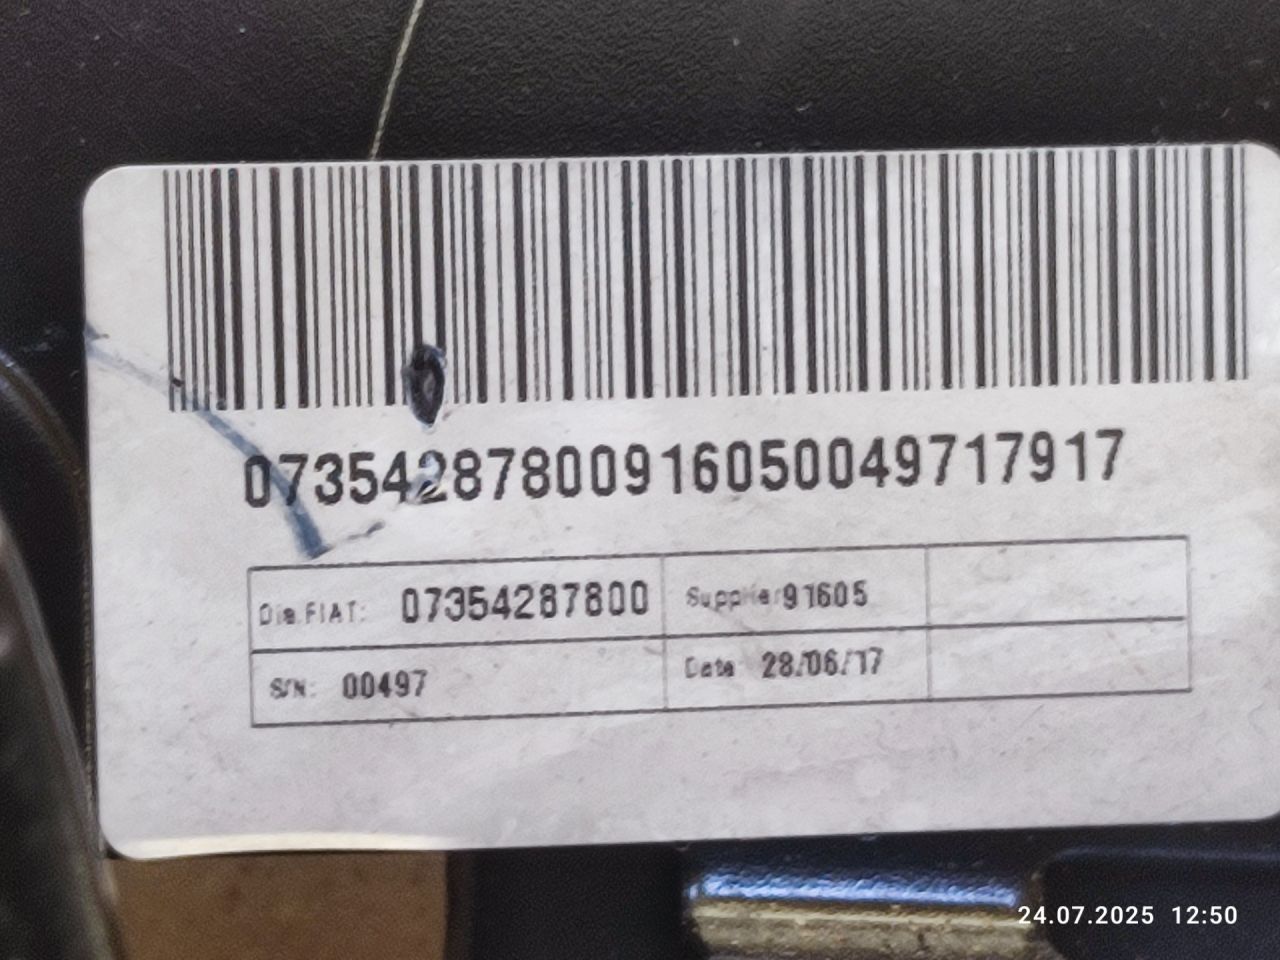 07354287800916050049717917
Dis.FIAT: 07354287800 Supplier 91605
S/N: 00497 Date 28/06/17
24.07.2025 12:50